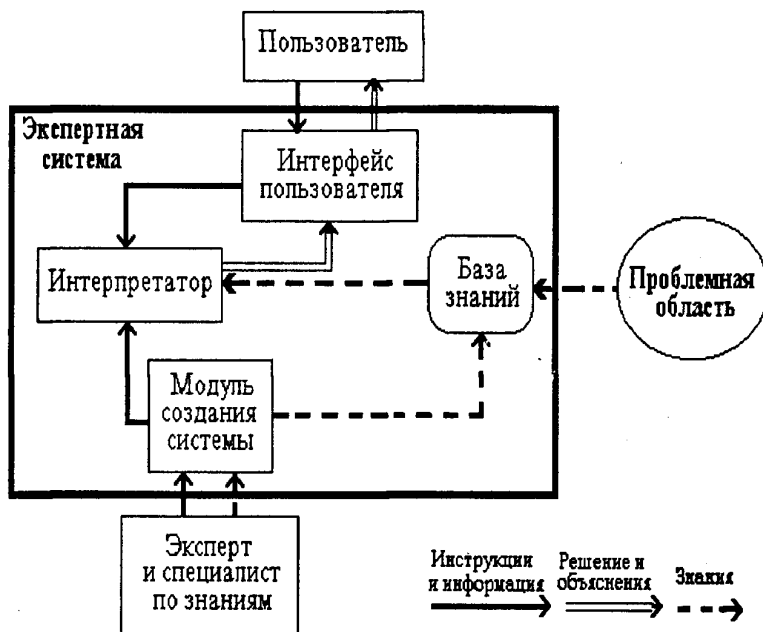 Пользователь
Экепертная
система
Интерфейс
пользователя
Интерпретатор
База
знаний
Проблемная
область
Модуль
создания
системы
Эксперт
и специалист
по знаниям
Инструкции
и информация
Решение и
объяснения
Знания